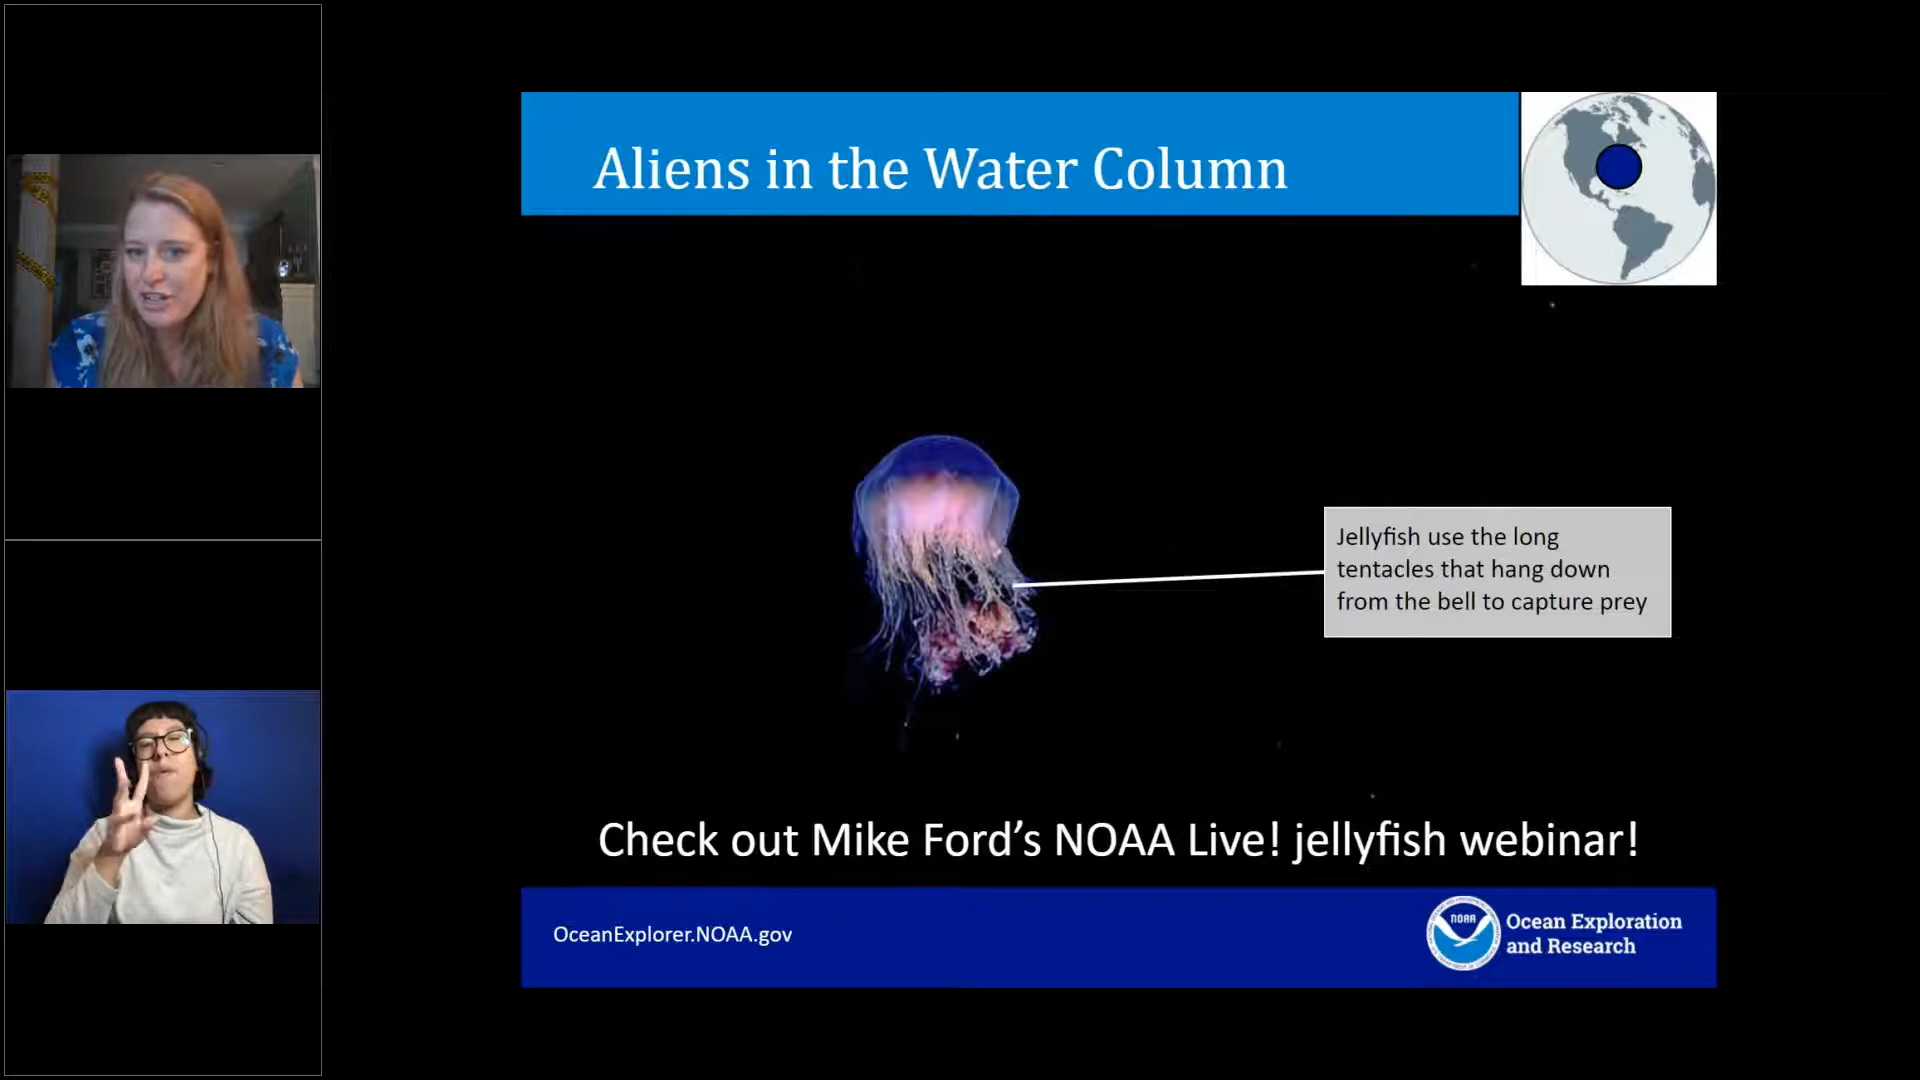 Aliens in the Water Column
Jellyfish use the long
tentacles that hang down
from the bell to capture prey
Check out Mike Ford’s NOAA Live! jellyfish webinar!
OceanExplorer.NOAA.gov
NOAA
Ocean Exploration
and Research